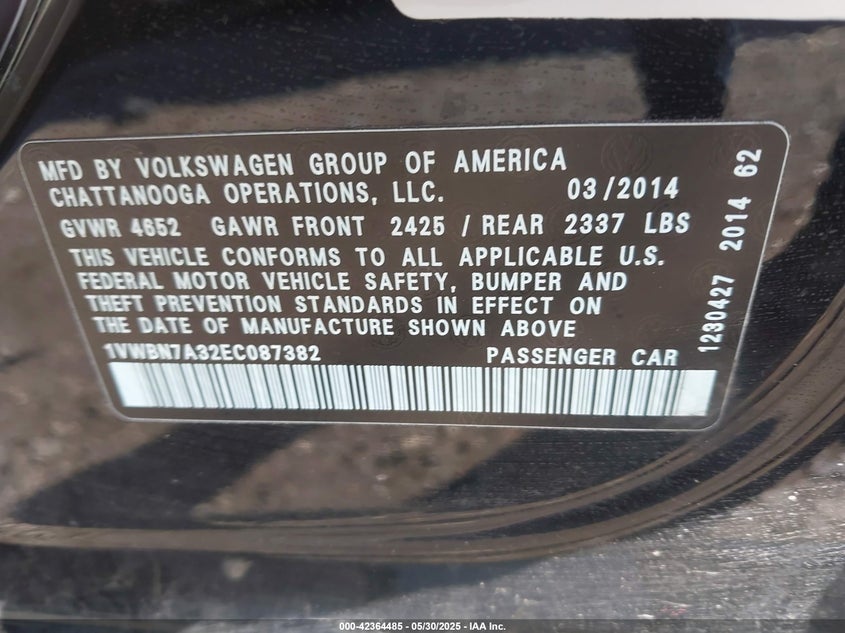 MFD BY VOLKSWAGEN GROUP OF AMERICA
CHATTANOOGA OPERATIONS, LLC. 03/2014
GVWR 4652 GAWR FRONT 2425 / REAR 2337 LBS
THIS VEHICLE CONFORMS TO ALL APPLICABLE U.S.
FEDERAL MOTOR VEHICLE SAFETY, BUMPER AND
THEFT PREVENTION STANDARDS IN EFFECT ON
THE DATE OF MANUFACTURE SHOWN ABOVE
1VWBN7A32EC087382 PASSENGER CAR
1230427 2014 62
000-42364485 - 05/30/2025 - IAA Inc.